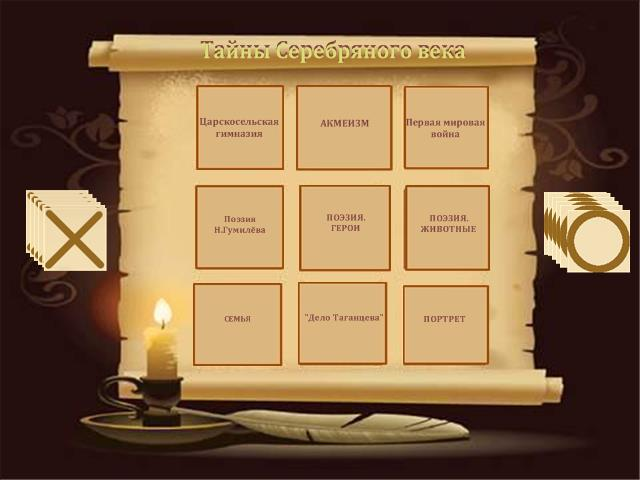 Тайны Серебряного века
Царскосельская
гимназия
АКМЕИЗМ
Первая мировая
война
Поэзия
Н.Гумилёва
ПОЭЗИЯ.
ГЕРОИ
ПОЭЗИЯ.
ЖИВОТНЫЕ
СЕМЬЯ
"Дело Таганцева"
ПОРТРЕТ